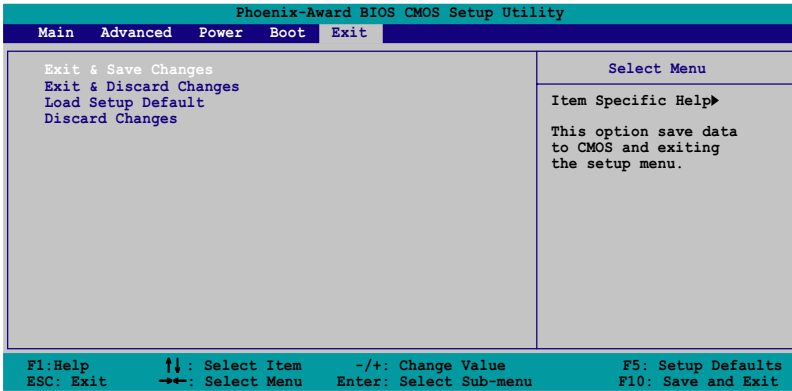 Phoenix-Award BIOS CMOS Setup Utility
Main Advanced Power Boot Exit
Exit & Save Changes
Exit & Discard Changes
Load Setup Default
Discard Changes
Select Menu
Item Specific Help▶
This option save data
to CMOS and exiting
the setup menu.
F1:Help ↑↓: Select Item -/+: Change Value F5: Setup Defaults
ESC: Exit →←: Select Menu Enter: Select Sub-menu F10: Save and Exit